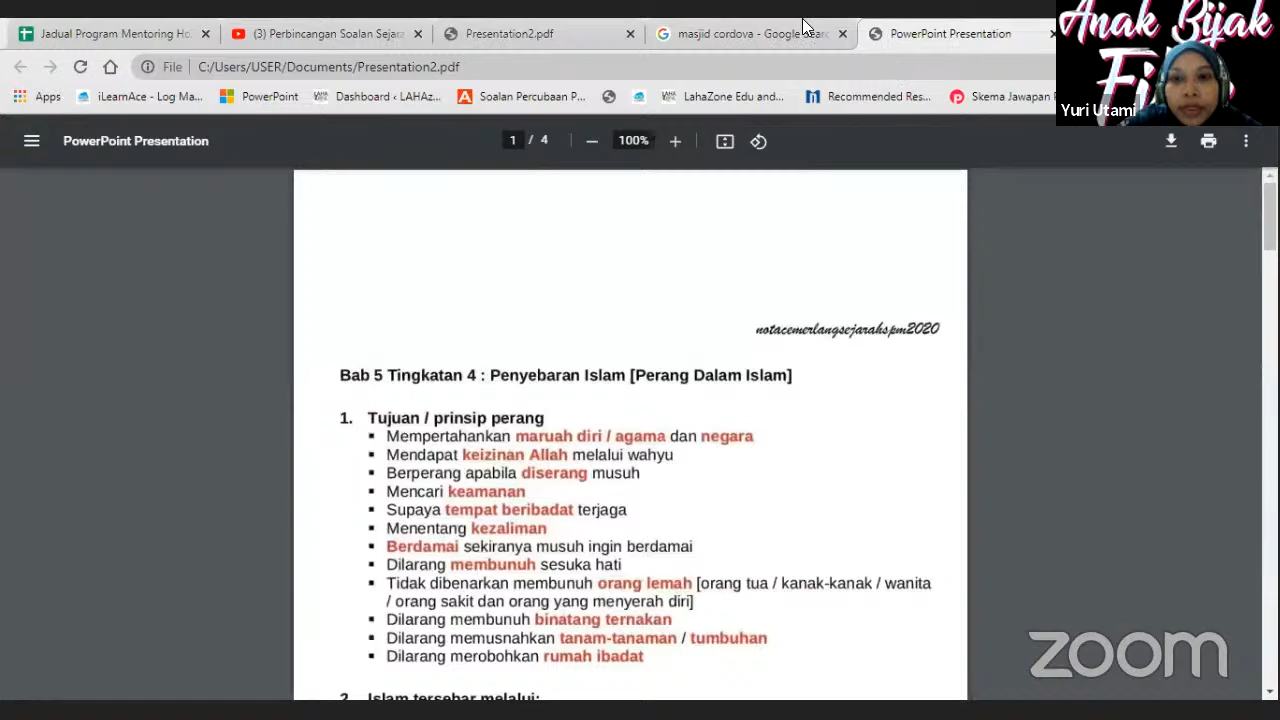 Jadual Program Mentoring Ho
(3) Perbincangan Soalan Sejara
Presentation2.pdf
masjid cordova - Google
PowerPoint Presentation
Anak Bijak
Yuri Utami
File C:/Users/USER/Documents/Presentation2.pdf
Apps
iLearnAce - Log Ma...
PowerPoint
Dashboard ‹ LAHAz...
Soalan Percubaan P...
LahaZone Edu and...
Recommended Res...
Skema Jawapan
PowerPoint Presentation
1 / 4
100%
notacemerlangsejarahspm2020
Bab 5 Tingkatan 4 : Penyebaran Islam [Perang Dalam Islam]
1. Tujuan / prinsip perang
▪ Mempertahankan maruah diri / agama dan negara
▪ Mendapat keizinan Allah melalui wahyu
▪ Berperang apabila diserang musuh
▪ Mencari keamanan
▪ Supaya tempat beribadat terjaga
▪ Menentang kezaliman
▪ Berdamai sekiranya musuh ingin berdamai
▪ Dilarang membunuh sesuka hati
▪ Tidak dibenarkan membunuh orang lemah [orang tua / kanak-kanak / wanita
/ orang sakit dan orang yang menyerah diri]
▪ Dilarang membunuh binatang ternakan
▪ Dilarang memusnahkan tanam-tanaman / tumbuhan
▪ Dilarang merobohkan rumah ibadat
2. Islam tersebar melalui:
zoom